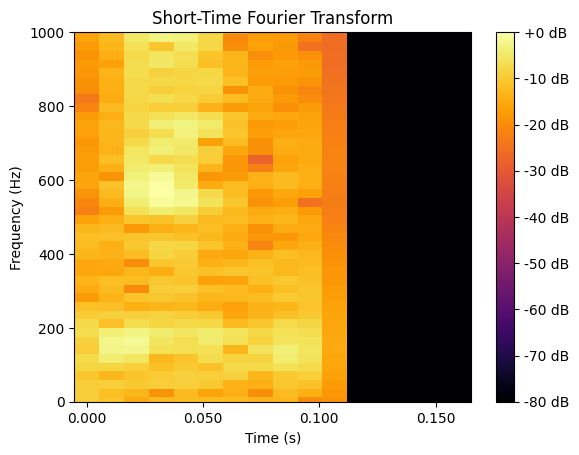 Short-Time Fourier Transform
1000
800
600
400
200
0
Frequency (Hz)
0.000
0.050
0.100
0.150
Time (s)
+0 dB
-10 dB
-20 dB
-30 dB
-40 dB
-50 dB
-60 dB
-70 dB
-80 dB